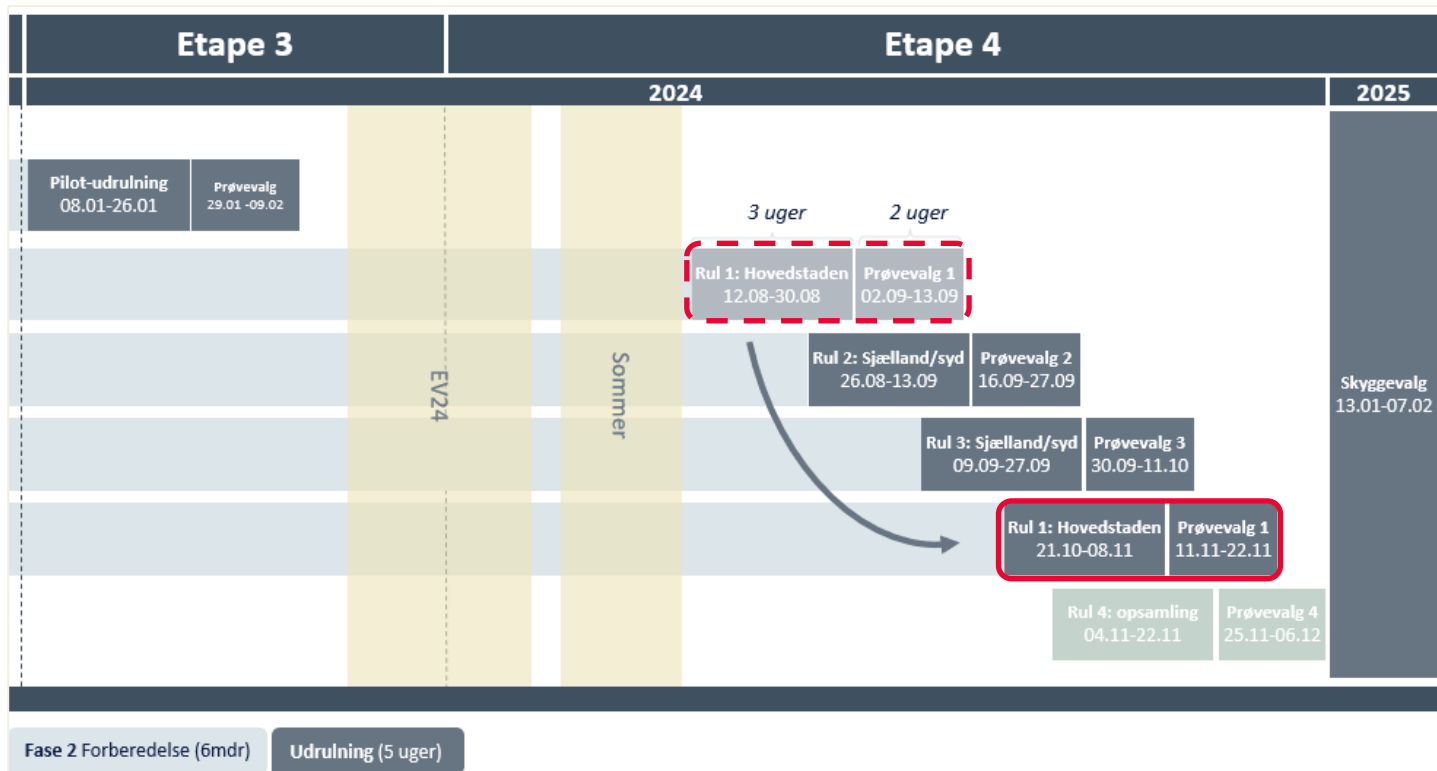 Etape 3
Etape 4
2024
2025
Pilot-udrulning
08.01-26.01
Prøvevalg
29.01 -09.02
3 uger
2 uger
Rul 1: Hovedstaden
12.08-30.08
Prøvevalg 1
02.09-13.09
EV24
Sommer
Rul 2: Sjælland/syd
26.08-13.09
Prøvevalg 2
16.09-27.09
Skyggevalg
13.01-07.02
Rul 3: Sjælland/syd
09.09-27.09
Prøvevalg 3
30.09-11.10
Rul 1: Hovedstaden
21.10-08.11
Prøvevalg 1
11.11-22.11
Rul 4: opsamling
04.11-22.11
Prøvevalg 4
25.11-06.12
Fase 2 Forberedelse (6mdr)
Udrulning (5 uger)